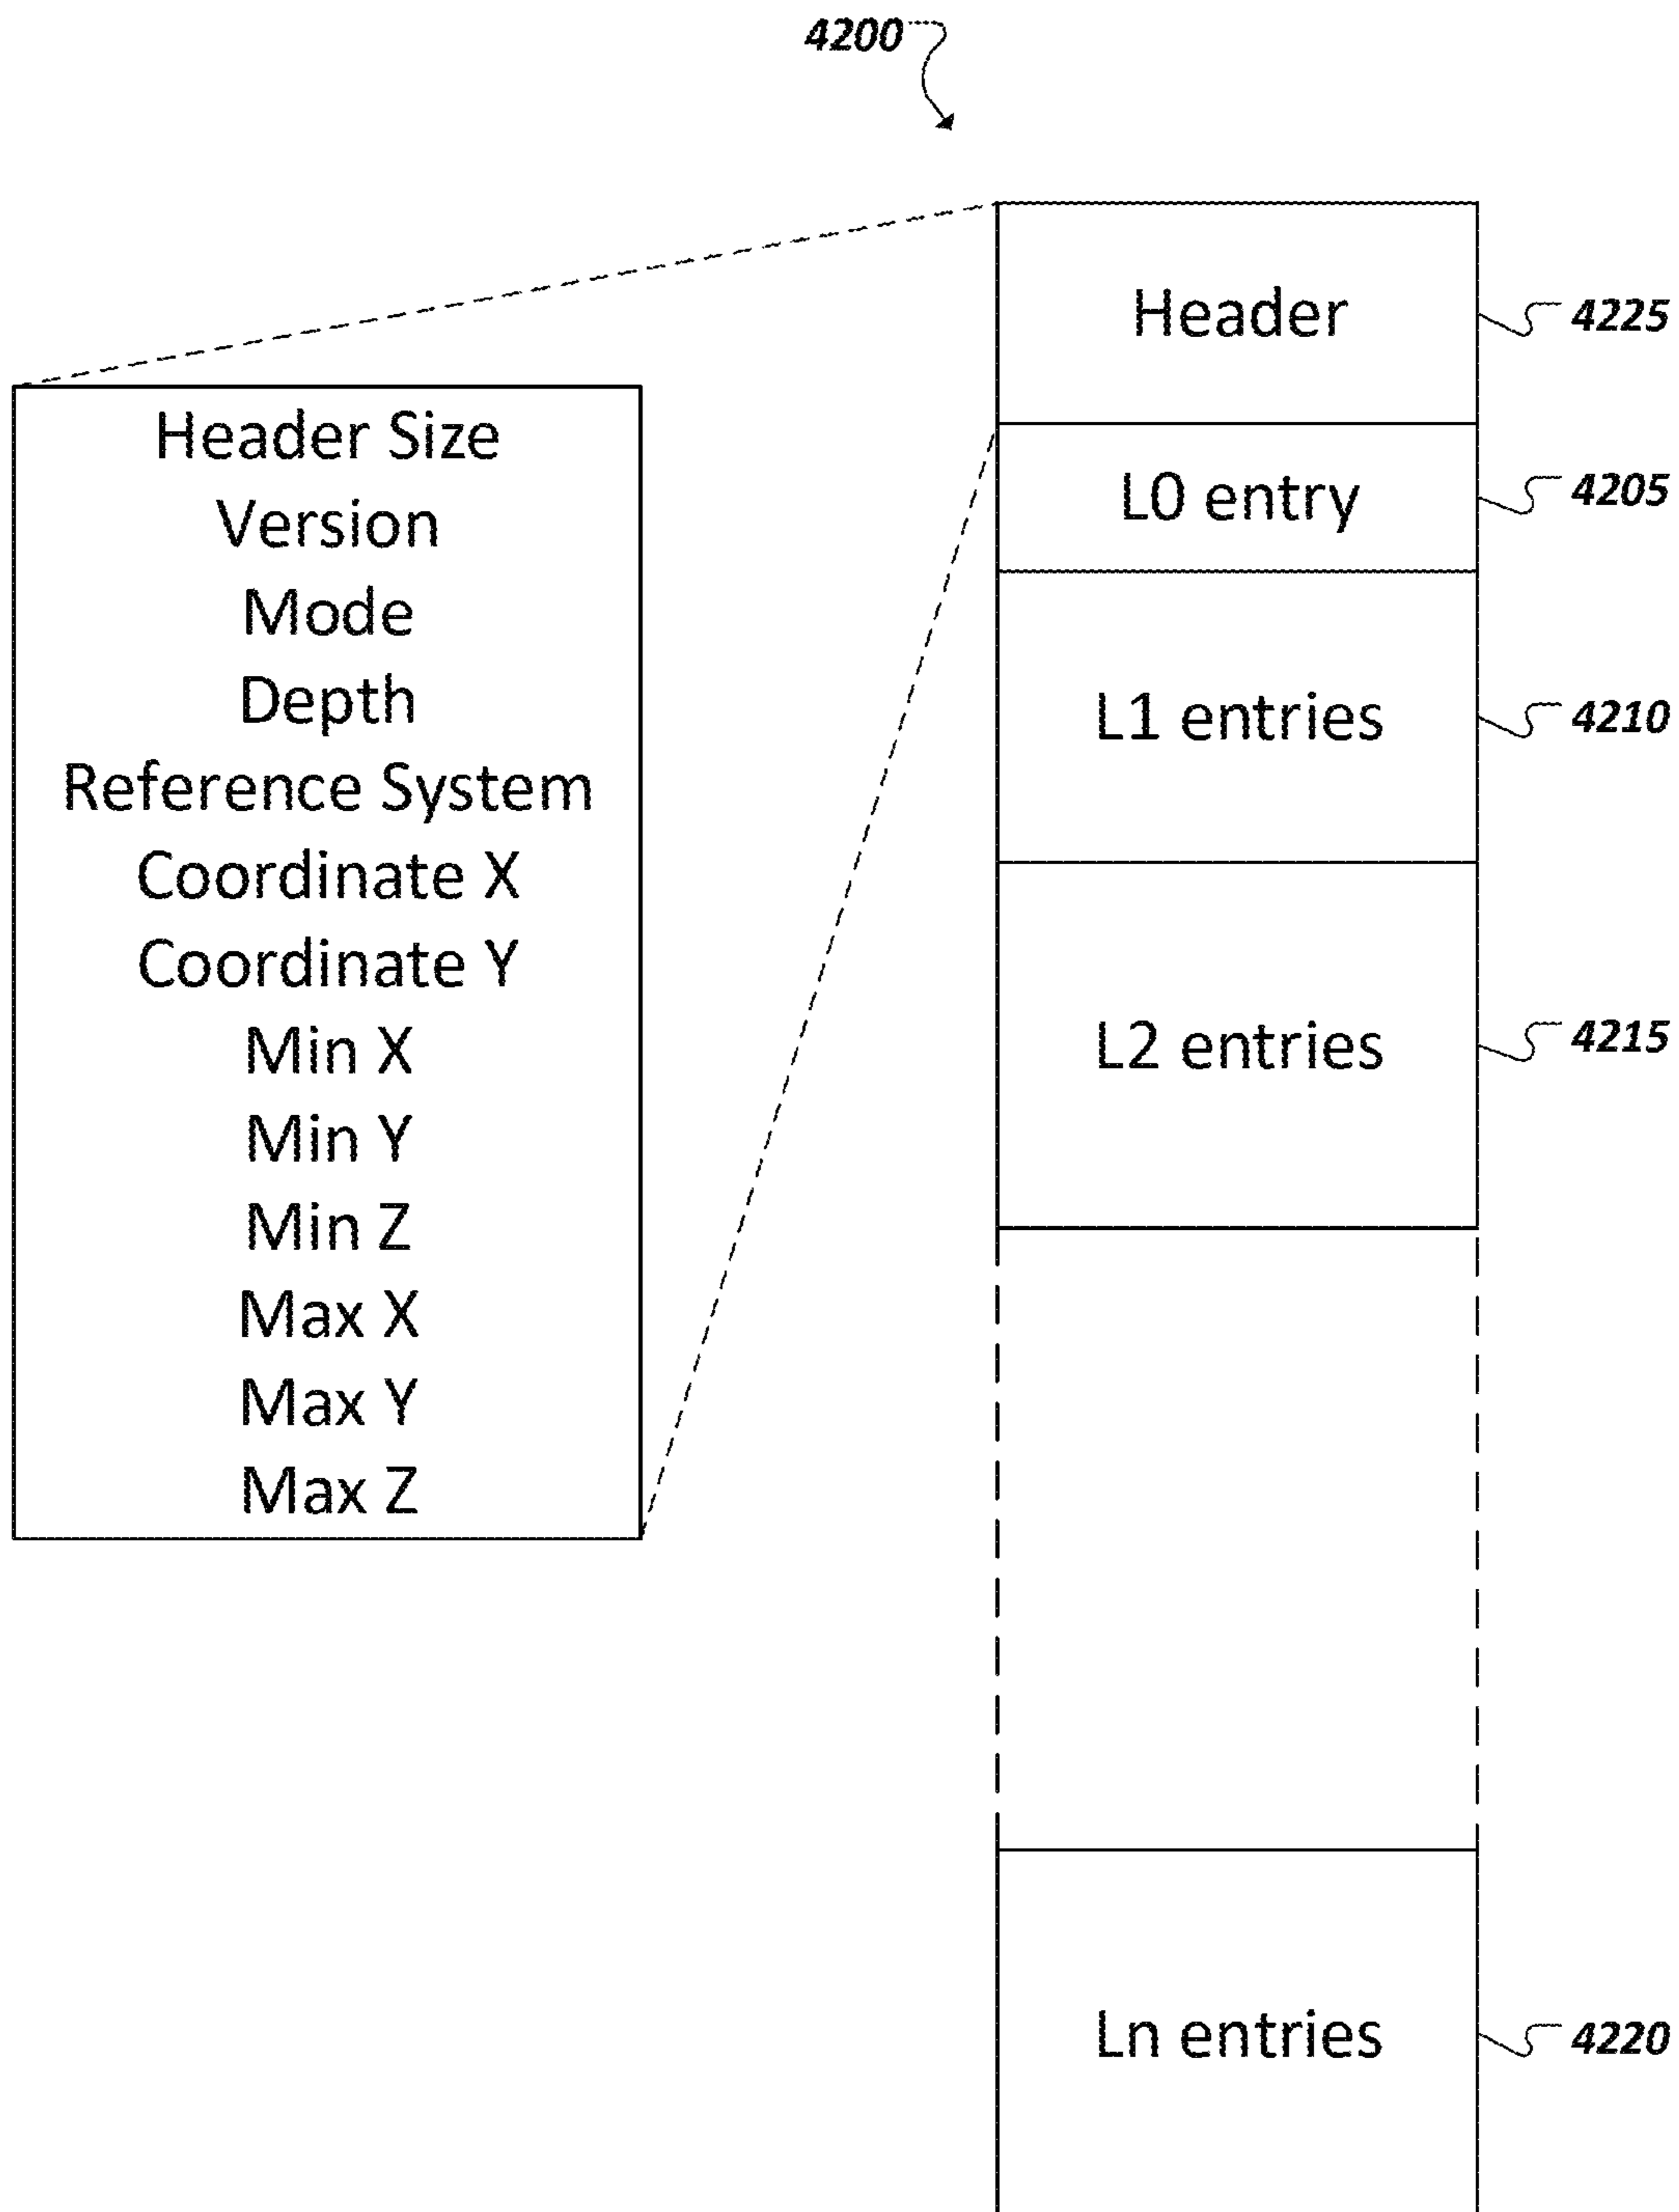 4200
Header
4225
Header Size
Version
Mode
Depth
Reference System
Coordinate X
Coordinate Y
Min X
Min Y
Min Z
Max X
Max Y
Max Z
L0 entry
4205
L1 entries
4210
L2 entries
4215
Ln entries
4220